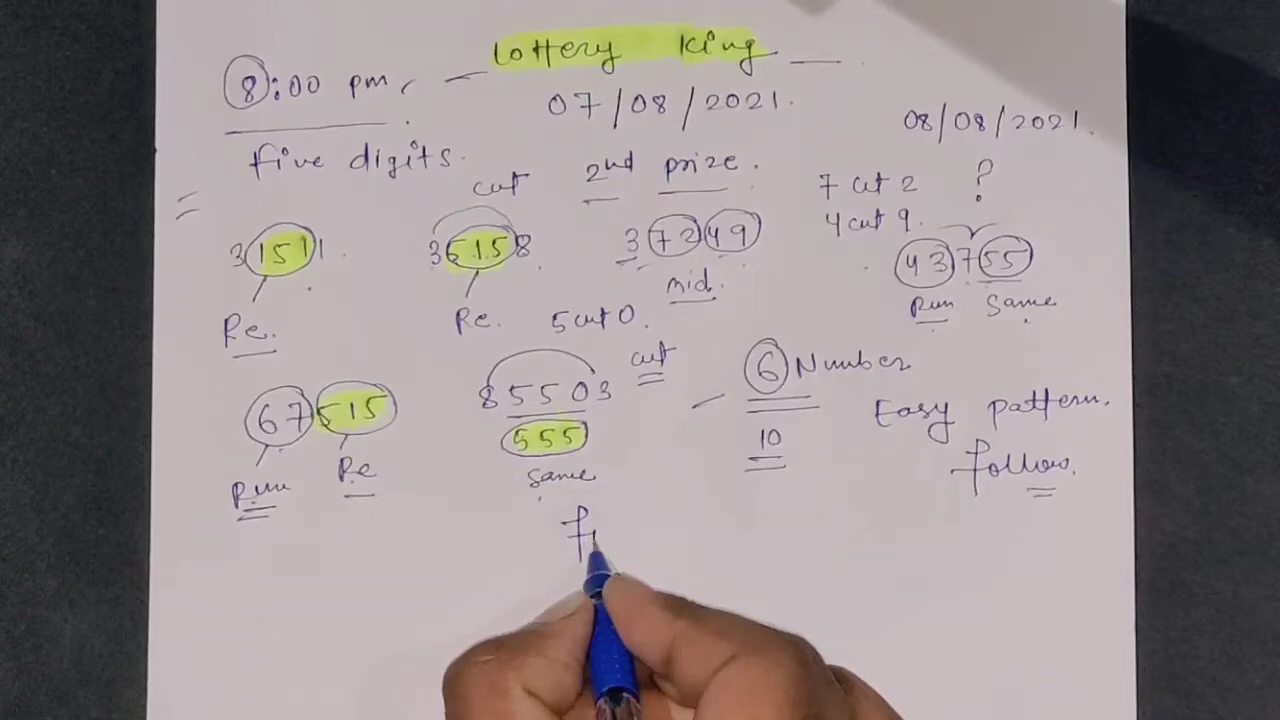 Lottery King
8:00 pm,
07/08/2021.
08/08/2021.
five digits.
cut
2nd prize.
7 cut 2
?
4 cut 9.
31511.
35158.
37249
43755
Re.
Re.
mid.
Run Same
5 cut 0.
cut
6 Number
67515
85503
555
10
Easy pattern.
follow.
Run
Re
Same